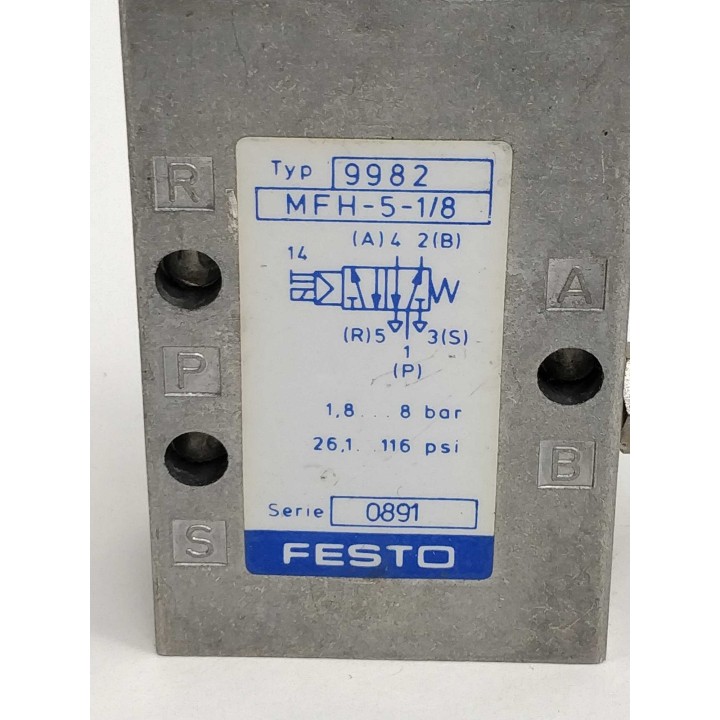 R
P
S
Typ 9982
MFH-5-1/8
(A) 4 2 (B)
14
(R) 5 3 (S)
1
(P)
1,8...8 bar
26,1...116 psi
Serie 0891
FESTO
A
B